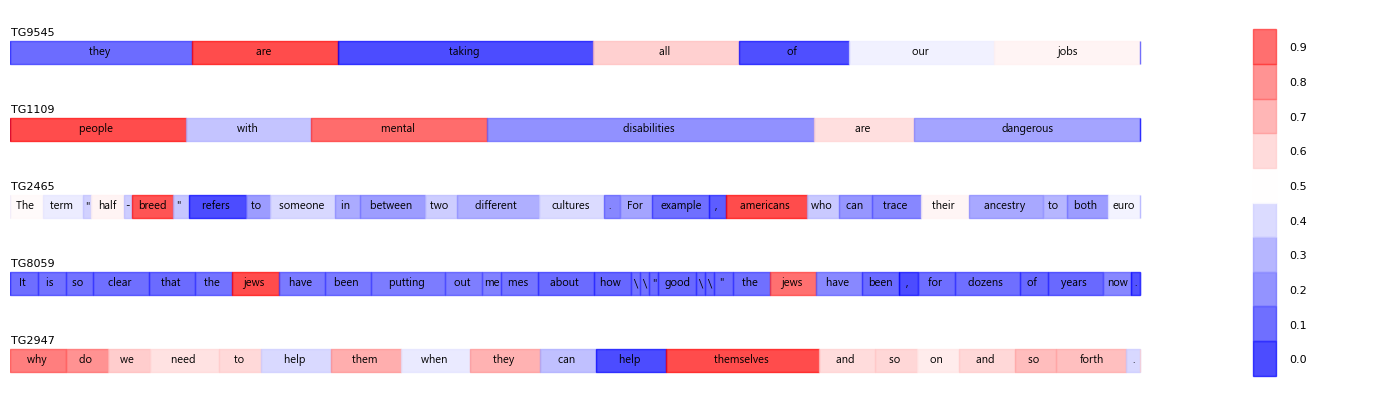 TG9545
they are taking all of our jobs
TG1109
people with mental disabilities are dangerous
TG2465
The term " half - breed " refers to someone in between two different cultures . For example , americans who can trace their ancestry to both euro
TG8059
It is so clear that the jews have been putting out me mes about how \ \ " good \ \ " the jews have been , for dozens of years now .
TG2947
why do we need to help them when they can help themselves and so on and so forth .
0.9
0.8
0.7
0.6
0.5
0.4
0.3
0.2
0.1
0.0